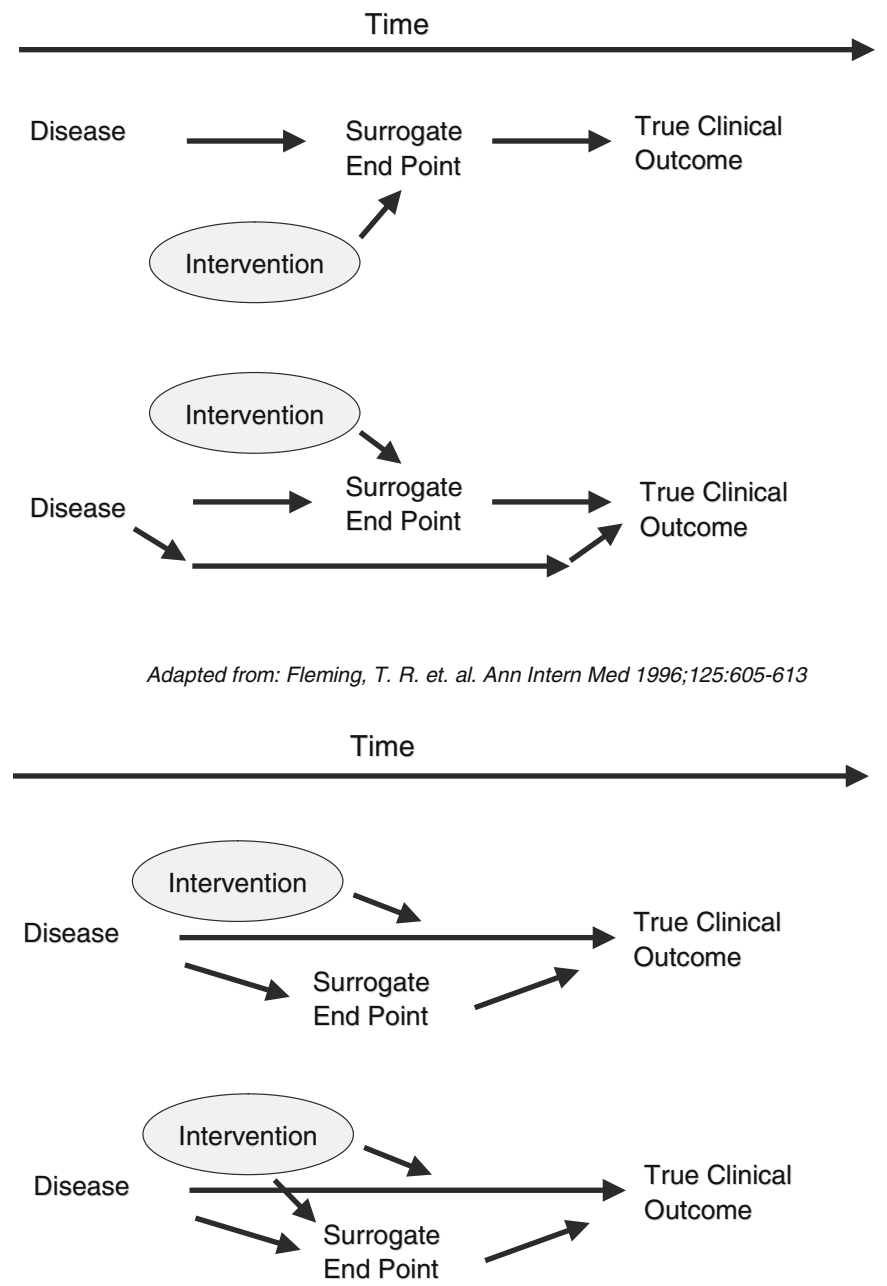 Time
Disease
Surrogate
End Point
True Clinical
Outcome
Intervention
Intervention
Disease
Surrogate
End Point
True Clinical
Outcome
Adapted from: Fleming, T. R. et. al. Ann Intern Med 1996;125:605-613
Time
Intervention
Disease
True Clinical
Outcome
Surrogate
End Point
Intervention
Disease
True Clinical
Outcome
Surrogate
End Point